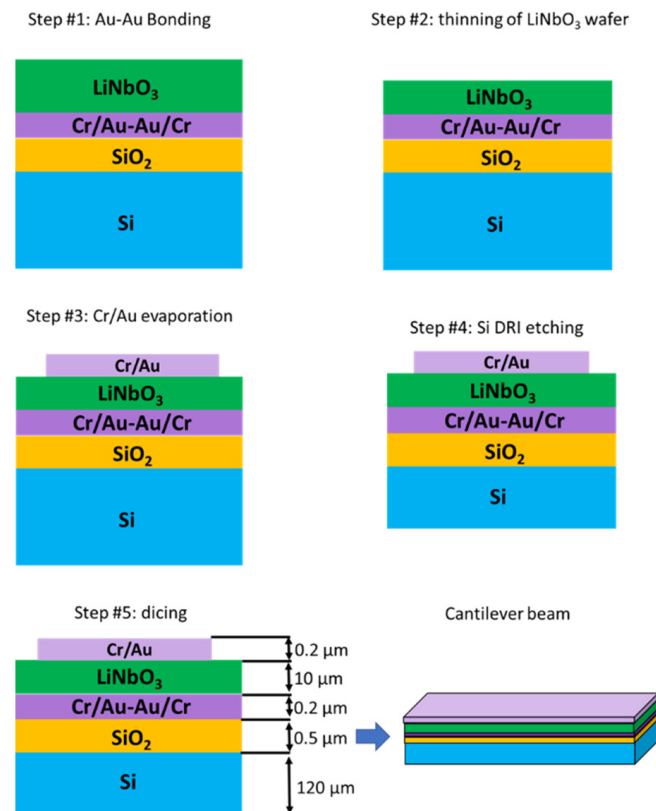 Step #1: Au-Au Bonding
LiNbO₃
Cr/Au-Au/Cr
SiO₂
Si
Step #2: thinning of LiNbO₃ wafer
LiNbO₃
Cr/Au-Au/Cr
SiO₂
Si
Step #3: Cr/Au evaporation
Cr/Au
LiNbO₃
Cr/Au-Au/Cr
SiO₂
Si
Step #4: Si DRI etching
Cr/Au
LiNbO₃
Cr/Au-Au/Cr
SiO₂
Si
Step #5: dicing
Cr/Au
0.2 μm
LiNbO₃
10 μm
Cr/Au-Au/Cr
0.2 μm
SiO₂
0.5 μm
Si
120 μm
Cantilever beam